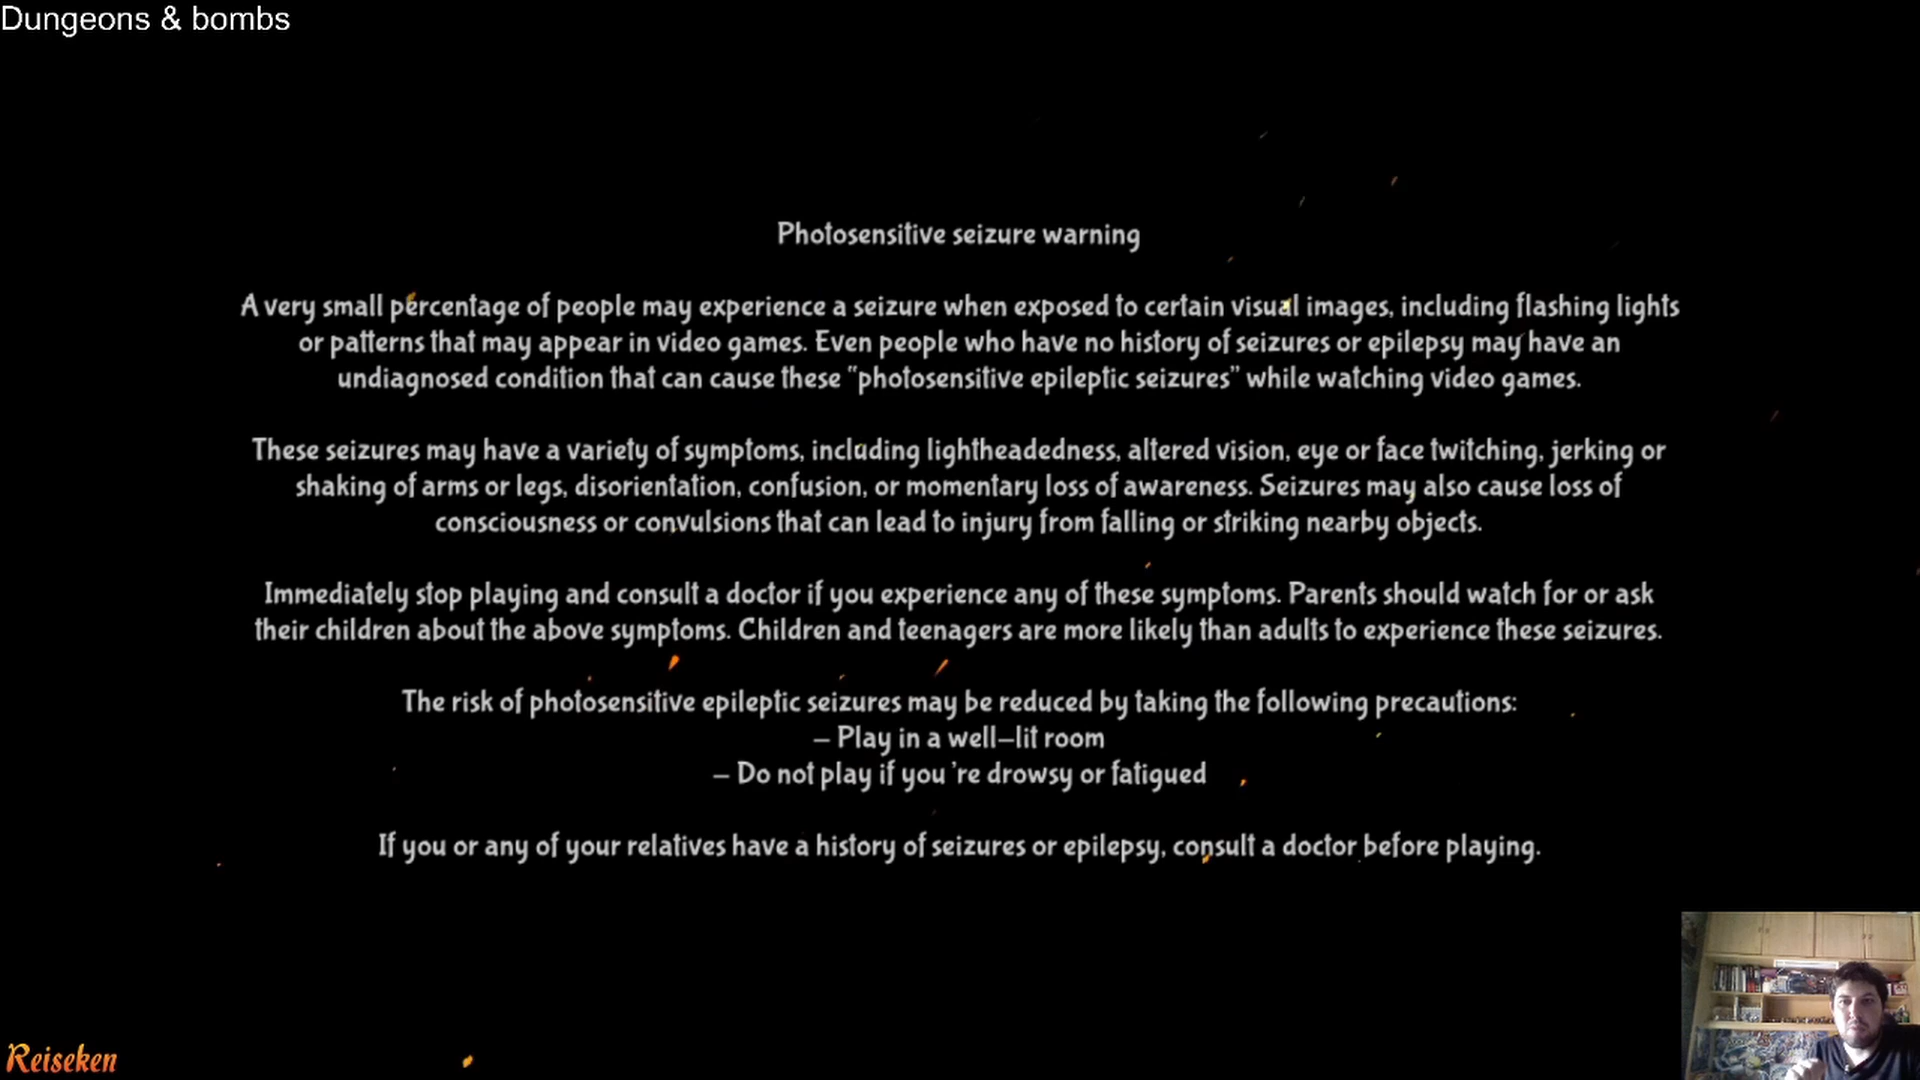 Dungeons & bombs
Photosensitive seizure warning
A very small percentage of people may experience a seizure when exposed to certain visual images, including flashing lights
or patterns that may appear in video games. Even people who have no history of seizures or epilepsy may have an
undiagnosed condition that can cause these "photosensitive epileptic seizures" while watching video games.
These seizures may have a variety of symptoms, including lightheadedness, altered vision, eye or face twitching, jerking or
shaking of arms or legs, disorientation, confusion, or momentary loss of awareness. Seizures may also cause loss of
consciousness or convulsions that can lead to injury from falling or striking nearby objects.
Immediately stop playing and consult a doctor if you experience any of these symptoms. Parents should watch for or ask
their children about the above symptoms. Children and teenagers are more likely than adults to experience these seizures.
The risk of photosensitive epileptic seizures may be reduced by taking the following precautions:
– Play in a well–lit room
– Do not play if you 're drowsy or fatigued
If you or any of your relatives have a history of seizures or epilepsy, consult a doctor before playing.
Reiseken